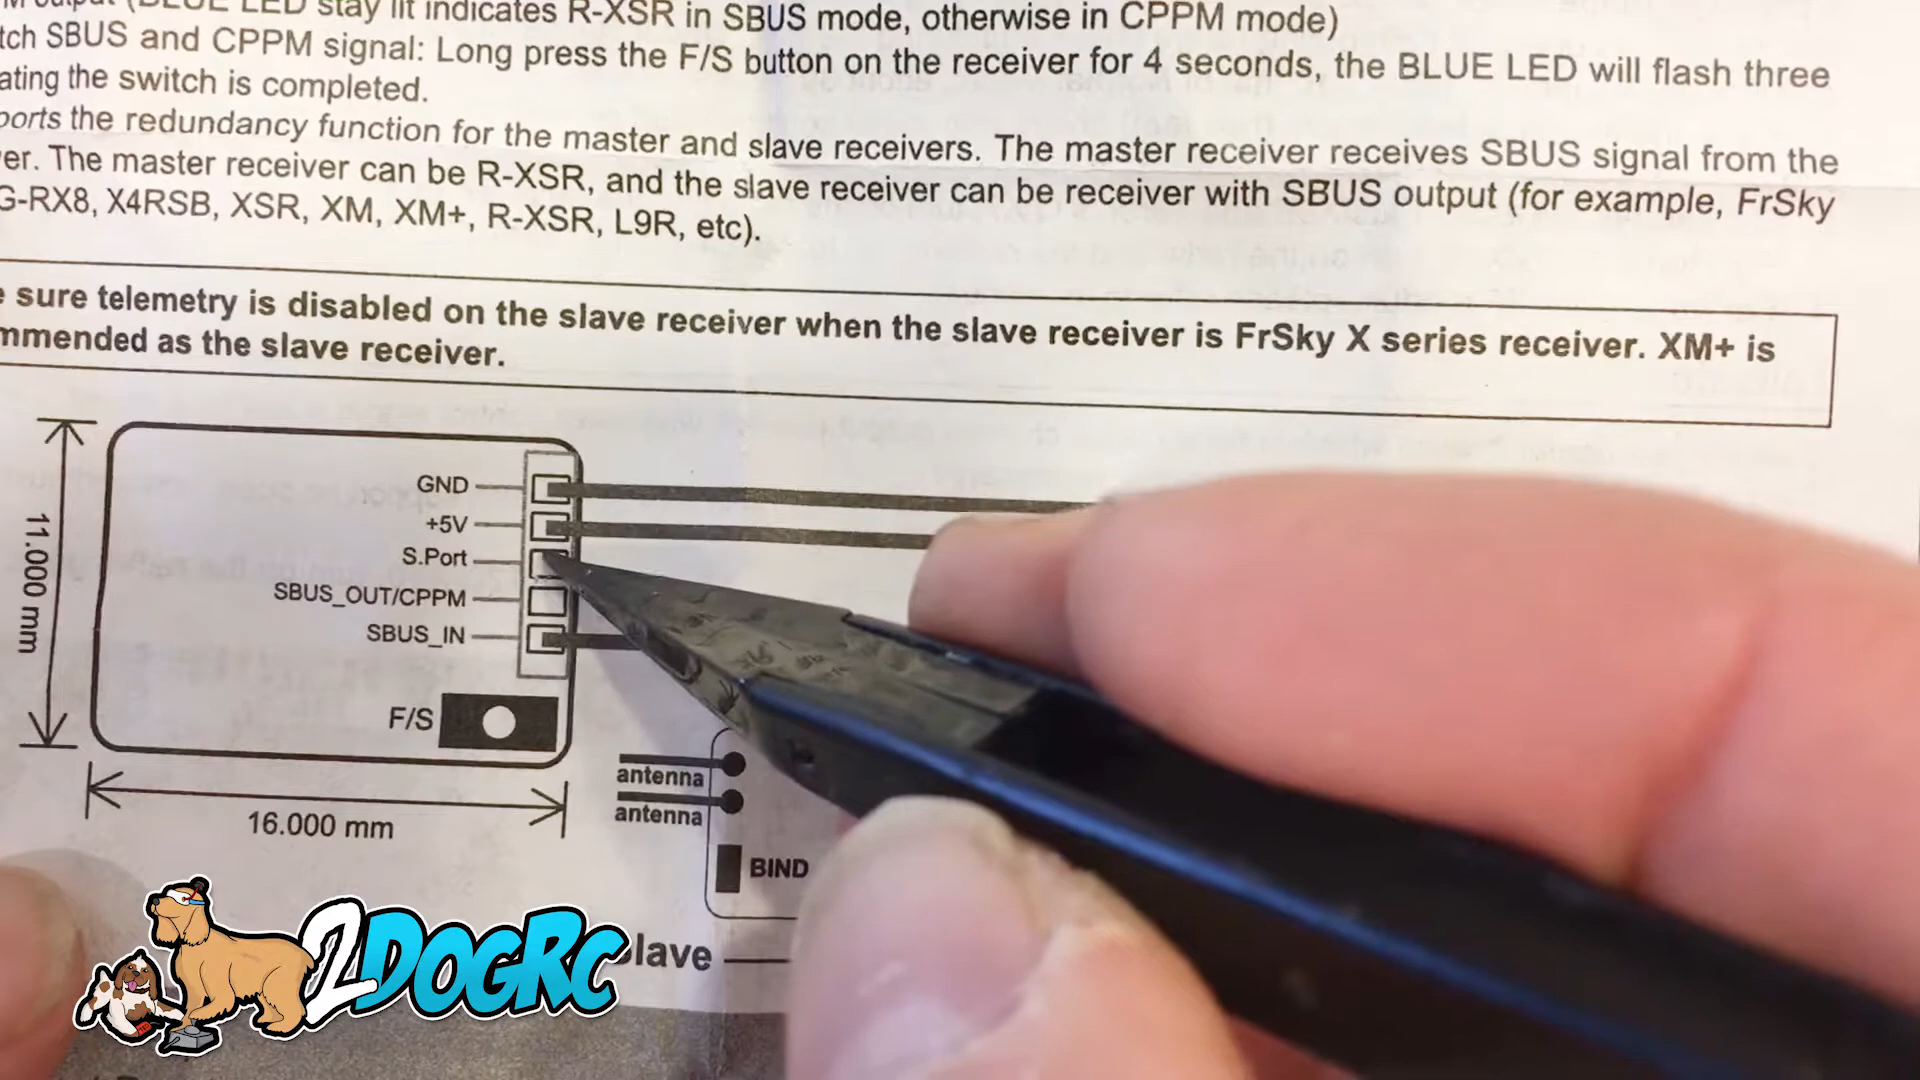 output (BLUE LED stay lit indicates R-XSR in SBUS mode, otherwise in CPPM mode)
tch SBUS and CPPM signal: Long press the F/S button on the receiver for 4 seconds, the BLUE LED will flash three
ating the switch is completed.
ports the redundancy function for the master and slave receivers. The master receiver receives SBUS signal from the
er. The master receiver can be R-XSR, and the slave receiver can be receiver with SBUS output (for example, FrSky
G-RX8, X4RSB, XSR, XM, XM+, R-XSR, L9R, etc).
e sure telemetry is disabled on the slave receiver when the slave receiver is FrSky X series receiver. XM+ is
mmended as the slave receiver.
GND
+5V
S.Port
SBUS_OUT/CPPM
SBUS_IN
F/S
11.000 mm
16.000 mm
antenna
antenna
BIND
lave
2DOGRC